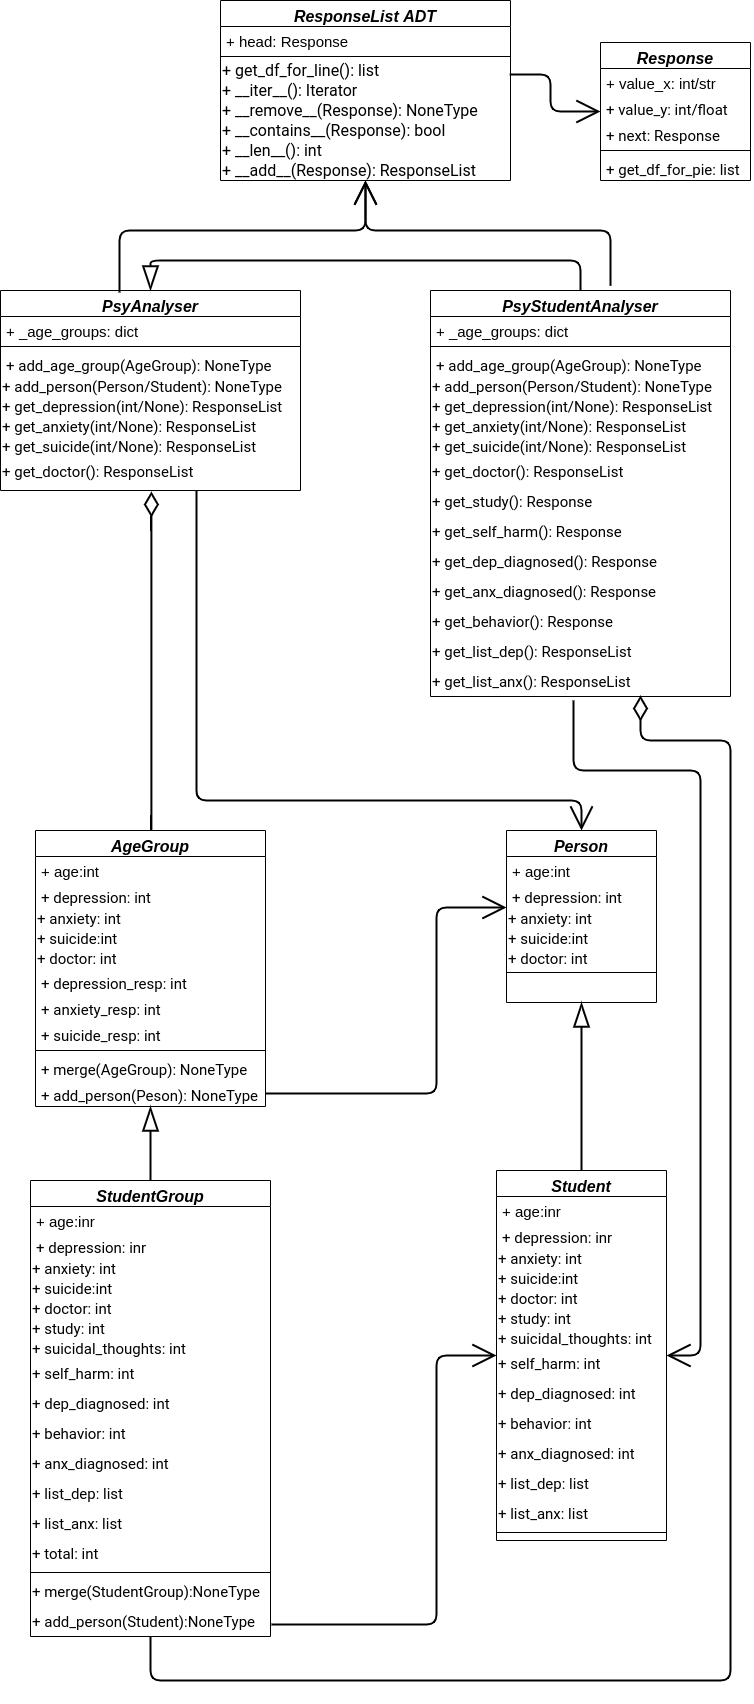 ResponseList ADT
+ head: Response
+ get_df_for_line(): list
+ __iter__(): Iterator
+ __remove__(Response): NoneType
+ __contains__(Response): bool
+ __len__(): int
+ __add__(Response): ResponseList
Response
+ value_x: int/str
+ value_y: int/float
+ next: Response
+ get_df_for_pie: list
PsyAnalyser
+ _age_groups: dict
+ add_age_group(AgeGroup): NoneType
+ add_person(Person/Student): NoneType
+ get_depression(int/None): ResponseList
+ get_anxiety(int/None): ResponseList
+ get_suicide(int/None): ResponseList
+ get_doctor(): ResponseList
PsyStudentAnalyser
+ _age_groups: dict
+ add_age_group(AgeGroup): NoneType
+ add_person(Person/Student): NoneType
+ get_depression(int/None): ResponseList
+ get_anxiety(int/None): ResponseList
+ get_suicide(int/None): ResponseList
+ get_doctor(): ResponseList
+ get_study(): Response
+ get_self_harm(): Response
+ get_dep_diagnosed(): Response
+ get_anx_diagnosed(): Response
+ get_behavior(): Response
+ get_list_dep(): ResponseList
+ get_list_anx(): ResponseList
AgeGroup
+ age:int
+ depression: int
+ anxiety: int
+ suicide:int
+ doctor: int
+ depression_resp: int
+ anxiety_resp: int
+ suicide_resp: int
+ merge(AgeGroup): NoneType
+ add_person(Peson): NoneType
Person
+ age:int
+ depression: int
+ anxiety: int
+ suicide:int
+ doctor: int
StudentGroup
+ age:inr
+ depression: inr
+ anxiety: int
+ suicide:int
+ doctor: int
+ study: int
+ suicidal_thoughts: int
+ self_harm: int
+ dep_diagnosed: int
+ behavior: int
+ anx_diagnosed: int
+ list_dep: list
+ list_anx: list
+ total: int
+ merge(StudentGroup):NoneType
+ add_person(Student):NoneType
Student
+ age:inr
+ depression: inr
+ anxiety: int
+ suicide:int
+ doctor: int
+ study: int
+ suicidal_thoughts: int
+ self_harm: int
+ dep_diagnosed: int
+ behavior: int
+ anx_diagnosed: int
+ list_dep: list
+ list_anx: list